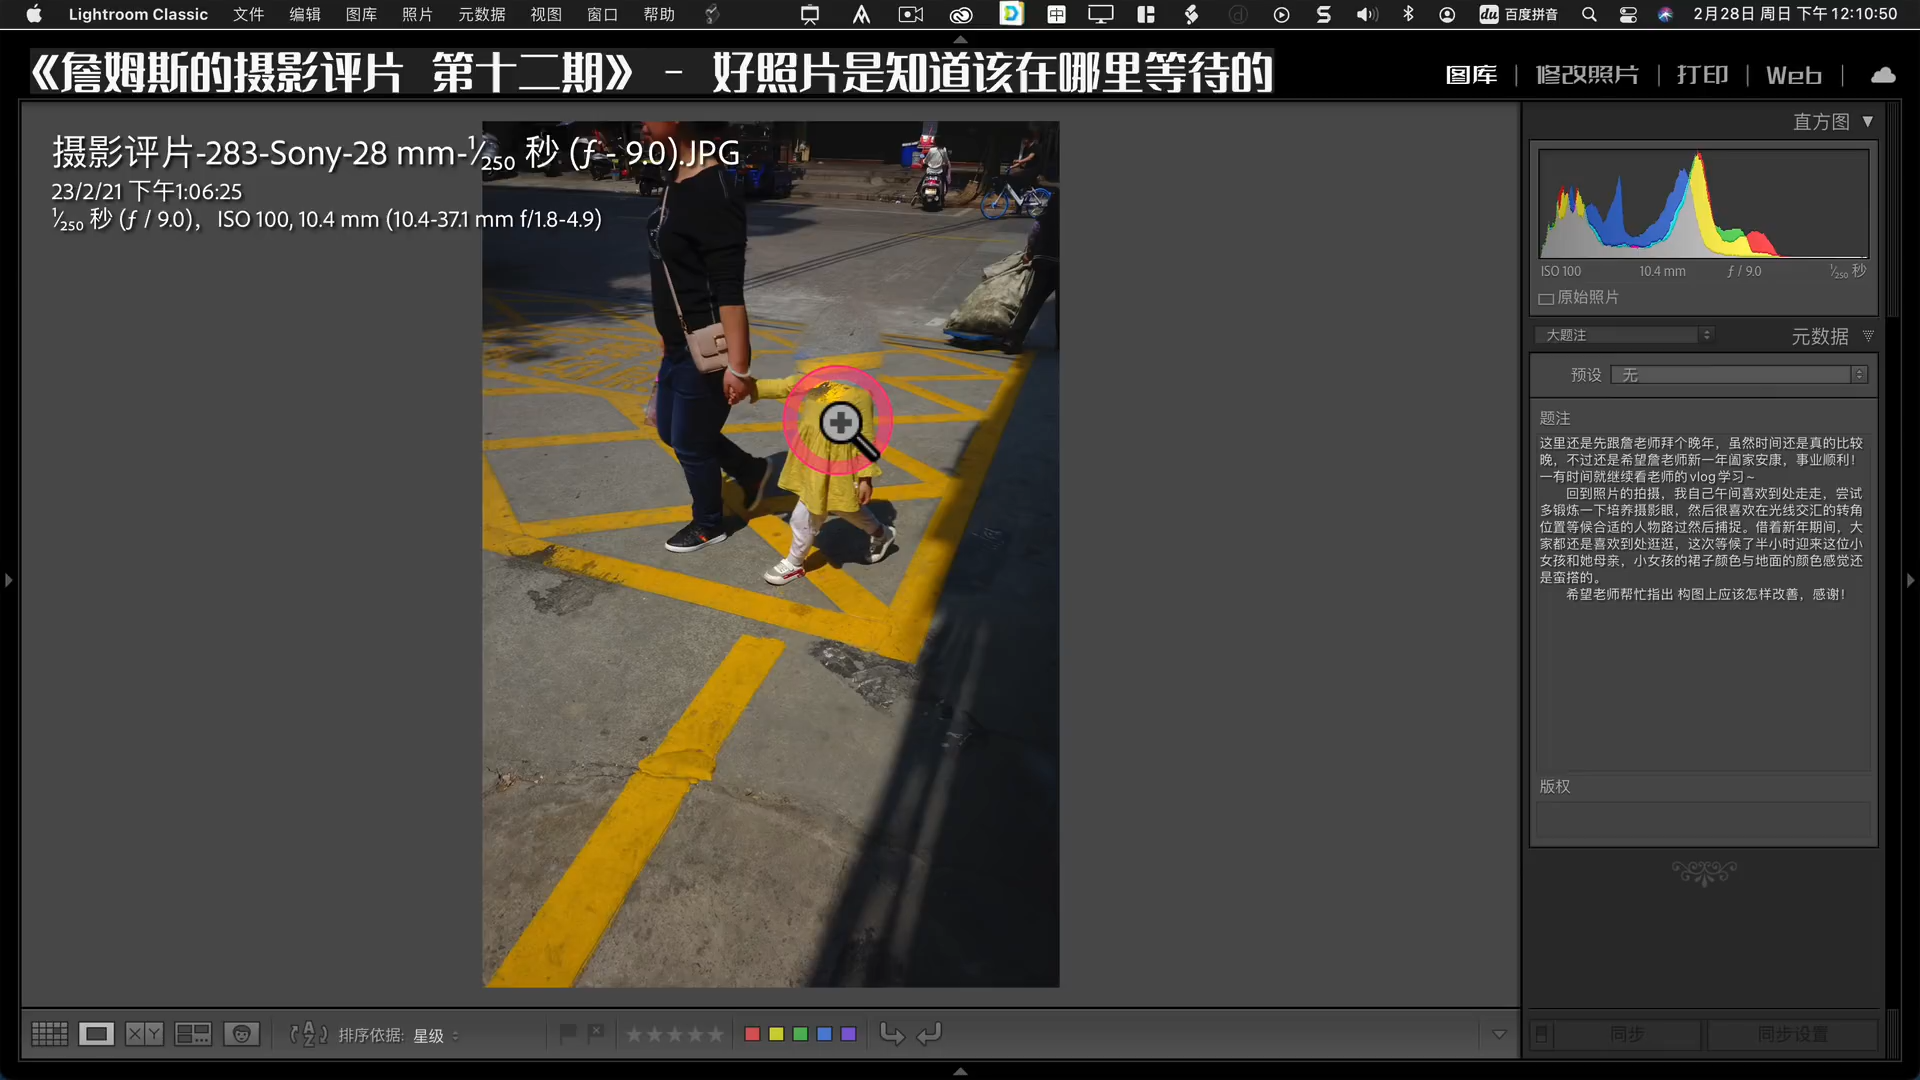 Lightroom Classic 文件 编辑 图库 照片 元数据 视图 窗口 帮助 中 du 百度拼音 2月28日 周日 下午 12:10:50
《詹姆斯的摄影评片 第十二期》 - 好照片是知道该在哪里等待的
图库 | 修改照片 | 打印 | Web |
摄影评片-283-Sony-28 mm-1/250 秒 (ƒ - 9.0).JPG
23/2/21 下午1:06:25
1/250 秒 (ƒ / 9.0), ISO 100, 10.4 mm (10.4-37.1 mm f/1.8-4.9)
直方图
ISO 100 10.4 mm ƒ / 9.0 1/250 秒
原始照片
大题注 元数据
预设 无
题注
这里还是先跟詹老师拜个晚年，虽然时间还是真的比较
晚，不过还是希望詹老师新一年阖家安康，事业顺利！
一有时间就继续看老师的vlog学习~
回到照片的拍摄，我自己午间喜欢到处走走，尝试
多锻炼一下培养摄影眼，然后很喜欢在光线交汇的转角
位置等候合适的人物路过然后捕捉。借着新年期间，大
家都还是喜欢到处逛逛，这次等候了半小时迎来这位小
女孩和她母亲，小女孩的裙子颜色与地面的颜色感觉还
是蛮搭的。
希望老师帮忙指出 构图上应该怎样改善，感谢！
版权
排序依据: 星级
同步 同步设置